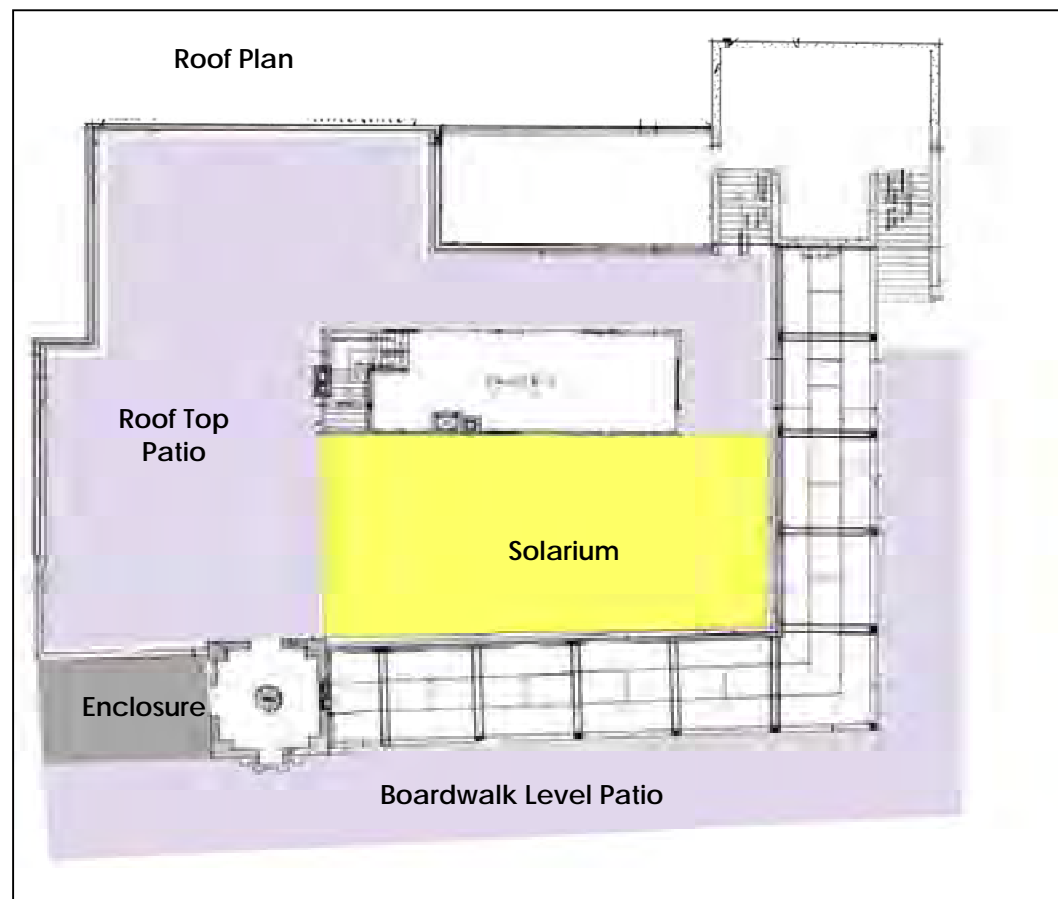 Roof Plan
Roof Top
Patio
Solarium
Enclosure
Boardwalk Level Patio